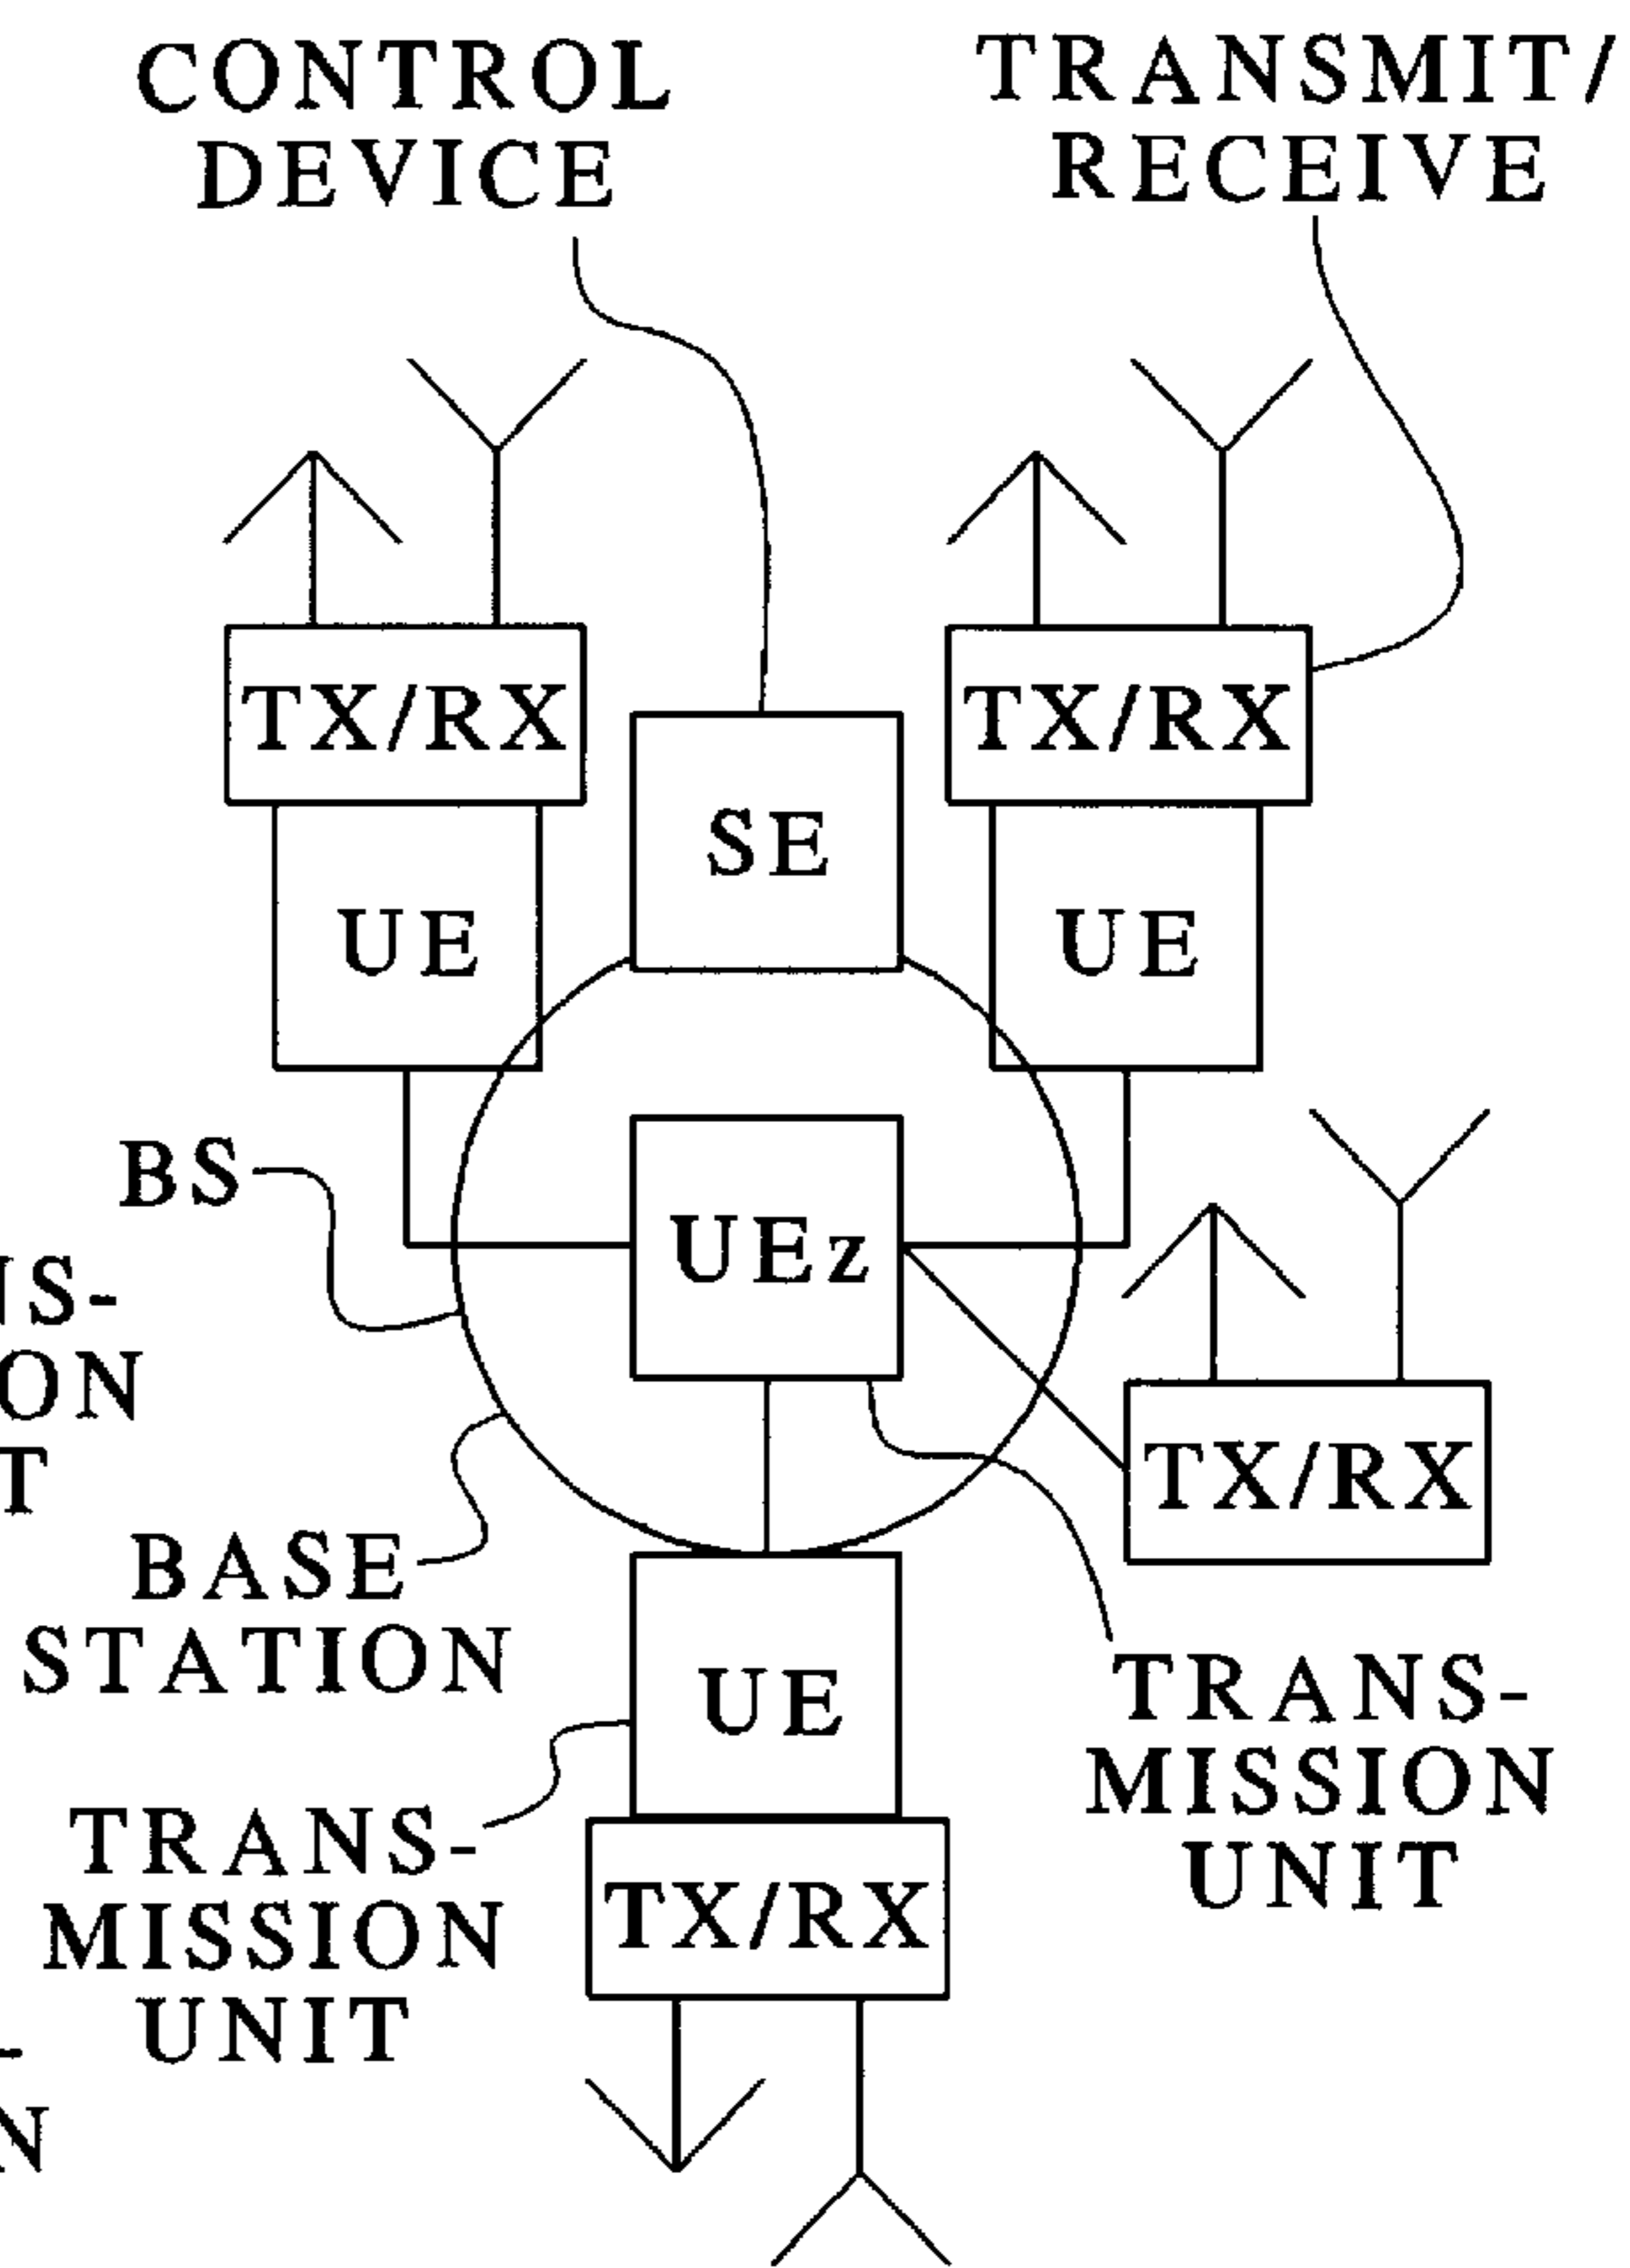 CONTROL
DEVICE
TRANSMIT/
RECEIVE
TX/RX
TX/RX
SE
UE
UE
BS
UEz
TX/RX
BASE
STATION
UE
TRANS-
MISSION
UNIT
TRANS-
MISSION
UNIT
TX/RX